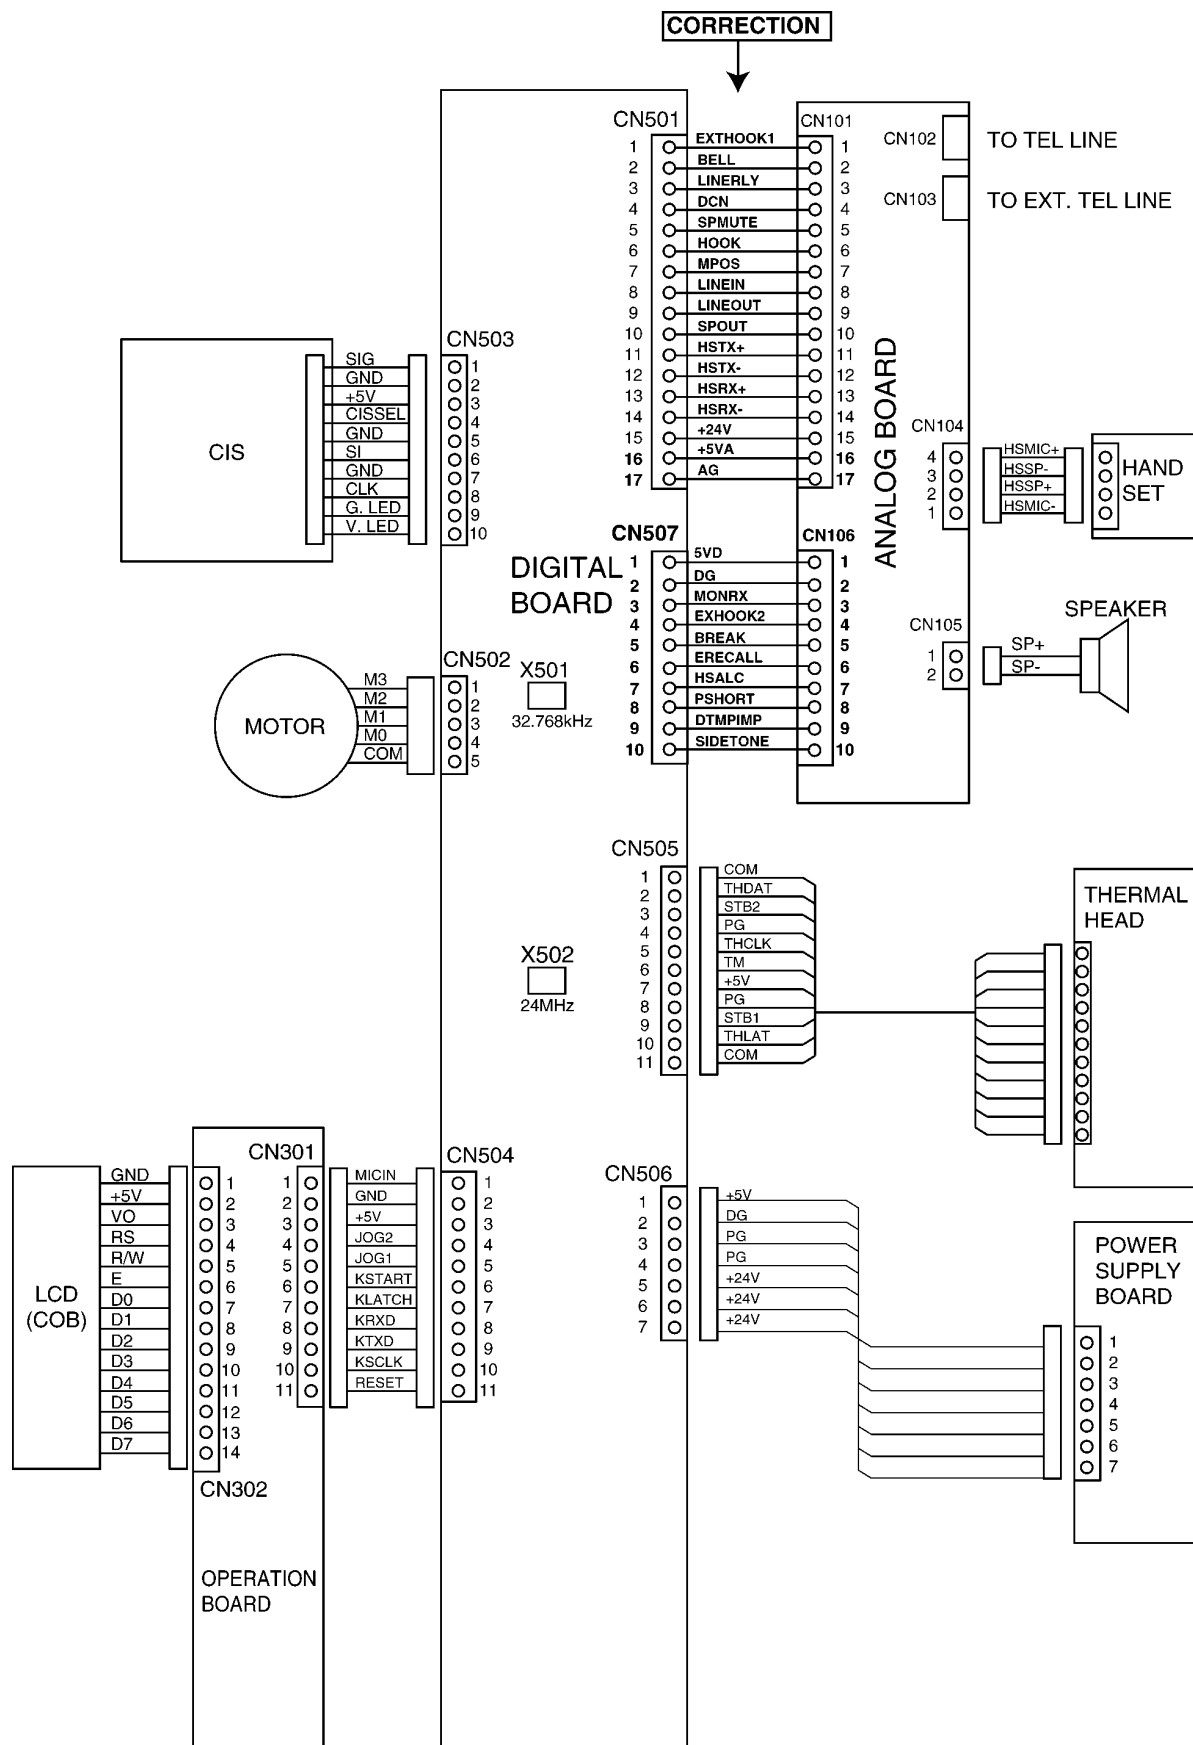 CORRECTION
CN501
CN101
1 EXTHOOK1 1
2 BELL 2
3 LINERLY 3
4 DCN 4
5 SPMUTE 5
6 HOOK 6
7 MPOS 7
8 LINEIN 8
9 LINEOUT 9
10 SPOUT 10
11 HSTX+ 11
12 HSTX- 12
13 HSRX+ 13
14 HSRX- 14
15 +24V 15
16 +5VA 16
17 AG 17
CN102
TO TEL LINE
CN103
TO EXT. TEL LINE
ANALOG BOARD
CN503
CIS
SIG 1
GND 2
+5V 3
CISSEL 4
GND 5
SI 6
GND 7
CLK 8
G. LED 9
V. LED 10
CN104
4 HSMIC+
3 HSSP-
2 HSSP+
1 HSMIC-
HAND
SET
DIGITAL
BOARD
CN507
CN106
1 5VD 1
2 DG 2
3 MONRX 3
4 EXHOOK2 4
5 BREAK 5
6 ERECALL 6
7 HSALC 7
8 PSHORT 8
9 DTMPIMP 9
10 SIDETONE 10
SPEAKER
CN105
1 SP+
2 SP-
CN502
MOTOR
M3 1
M2 2
M1 3
M0 4
COM 5
X501
32.768kHz
CN505
1 COM
2 THDAT
3 STB2
4 PG
5 THCLK
6 TM
7 +5V
8 PG
9 STB1
10 THLAT
11 COM
THERMAL
HEAD
X502
24MHz
CN301
CN504
LCD
(COB)
GND 1
+5V 2
VO 3
RS 4
R/W 5
E 6
D0 7
D1 8
D2 9
D3 10
D4 11
D5 12
D6 13
D7 14
CN302
1 MICIN 1
2 GND 2
3 +5V 3
4 JOG2 4
5 JOG1 5
6 KSTART 6
7 KLATCH 7
8 KRXD 8
9 KTXD 9
10 KSCLK 10
11 RESET 11
OPERATION
BOARD
CN506
1 +5V
2 DG
3 PG
4 PG
5 +24V
6 +24V
7 +24V
POWER
SUPPLY
BOARD
1
2
3
4
5
6
7